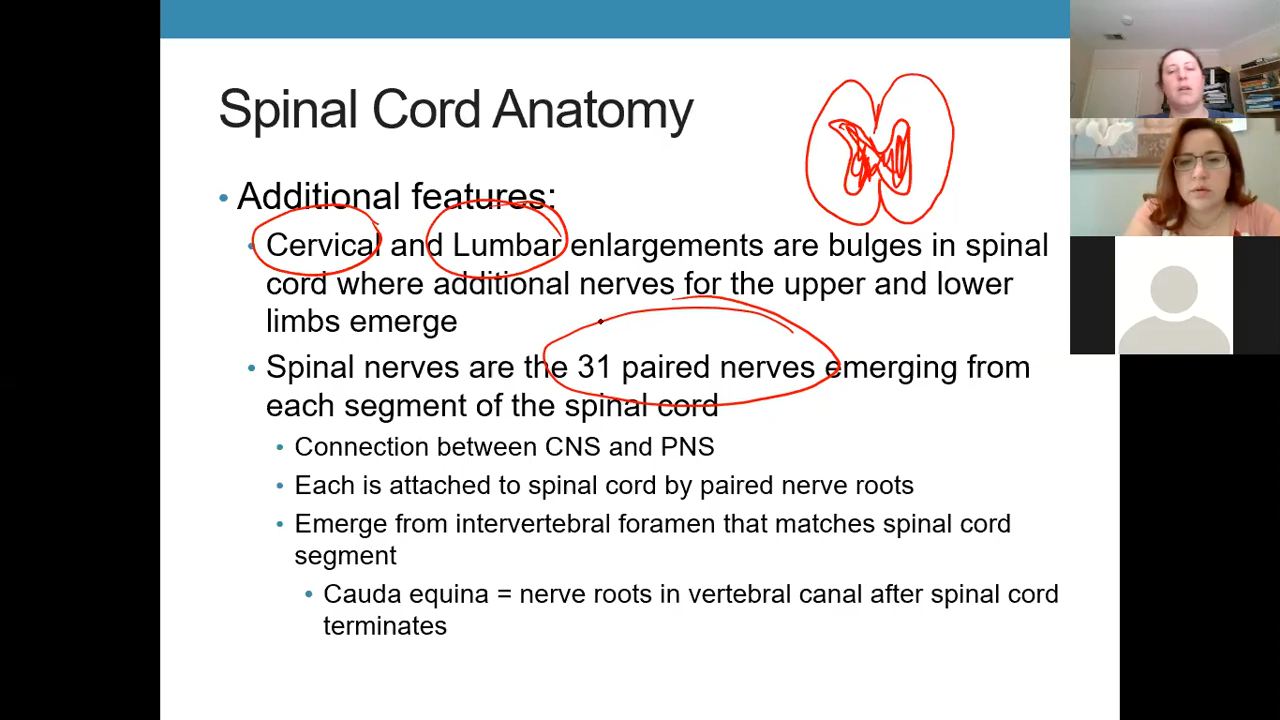 Spinal Cord Anatomy
• Additional features:
• Cervical and Lumbar enlargements are bulges in spinal
cord where additional nerves for the upper and lower
limbs emerge
• Spinal nerves are the 31 paired nerves emerging from
each segment of the spinal cord
• Connection between CNS and PNS
• Each is attached to spinal cord by paired nerve roots
• Emerge from intervertebral foramen that matches spinal cord
segment
• Cauda equina = nerve roots in vertebral canal after spinal cord
terminates